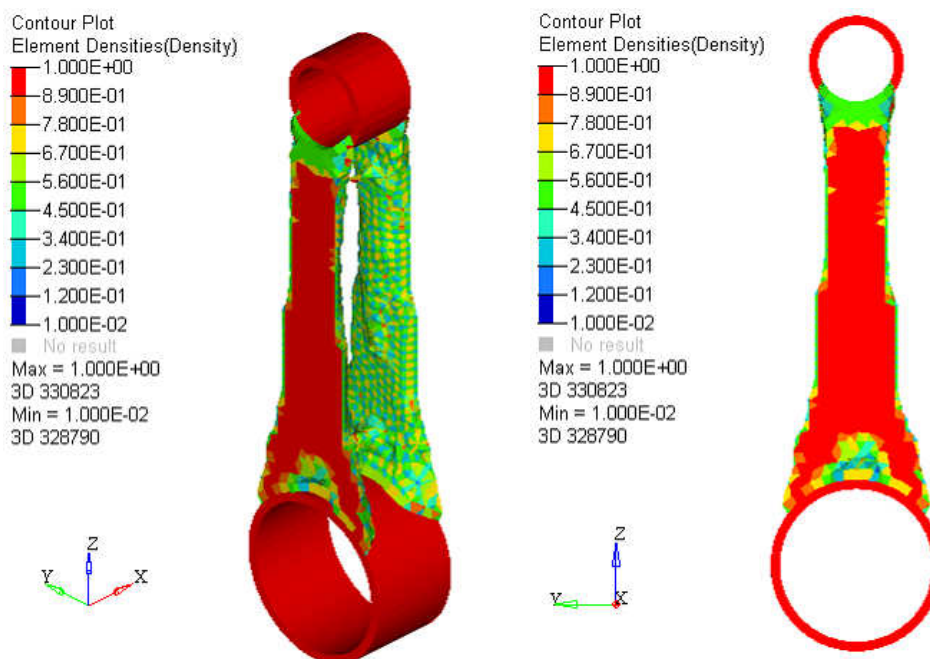 Contour Plot
Element Densities(Density)
1.000E+00
8.900E-01
7.800E-01
6.700E-01
5.600E-01
4.500E-01
3.400E-01
2.300E-01
1.200E-01
1.000E-02
No result
Max = 1.000E+00
3D 330823
Min = 1.000E-02
3D 328790
Z
Y
X
Contour Plot
Element Densities(Density)
1.000E+00
8.900E-01
7.800E-01
6.700E-01
5.600E-01
4.500E-01
3.400E-01
2.300E-01
1.200E-01
1.000E-02
No result
Max = 1.000E+00
3D 330823
Min = 1.000E-02
3D 328790
Z
Y
X